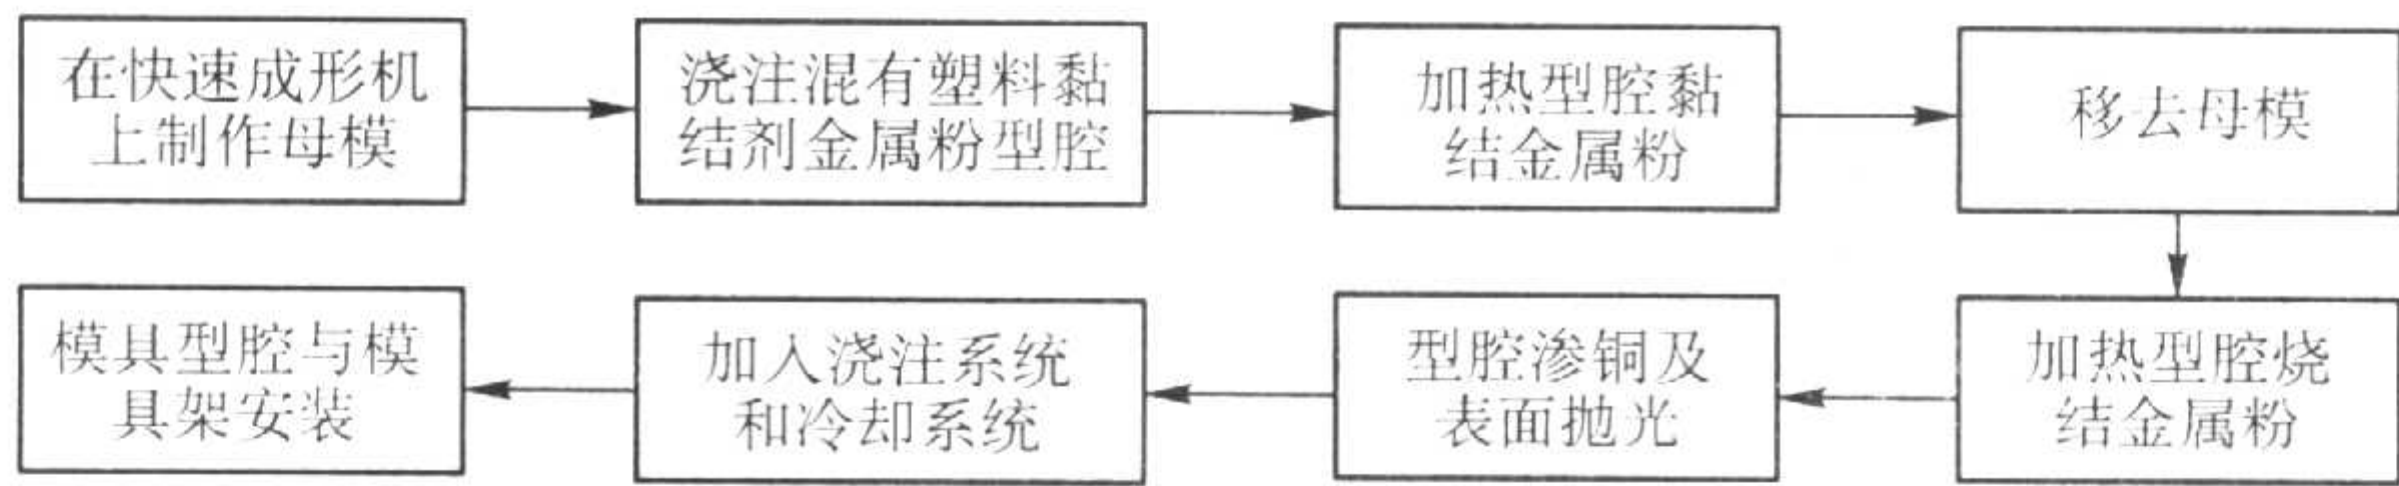 在快速成形机
上制作母模
浇注混有塑料黏
结剂金属粉型腔
加热型腔黏
结金属粉
移去母模
加热型腔烧
结金属粉
型腔渗铜及
表面抛光
加入浇注系统
和冷却系统
模具型腔与模
具架安装